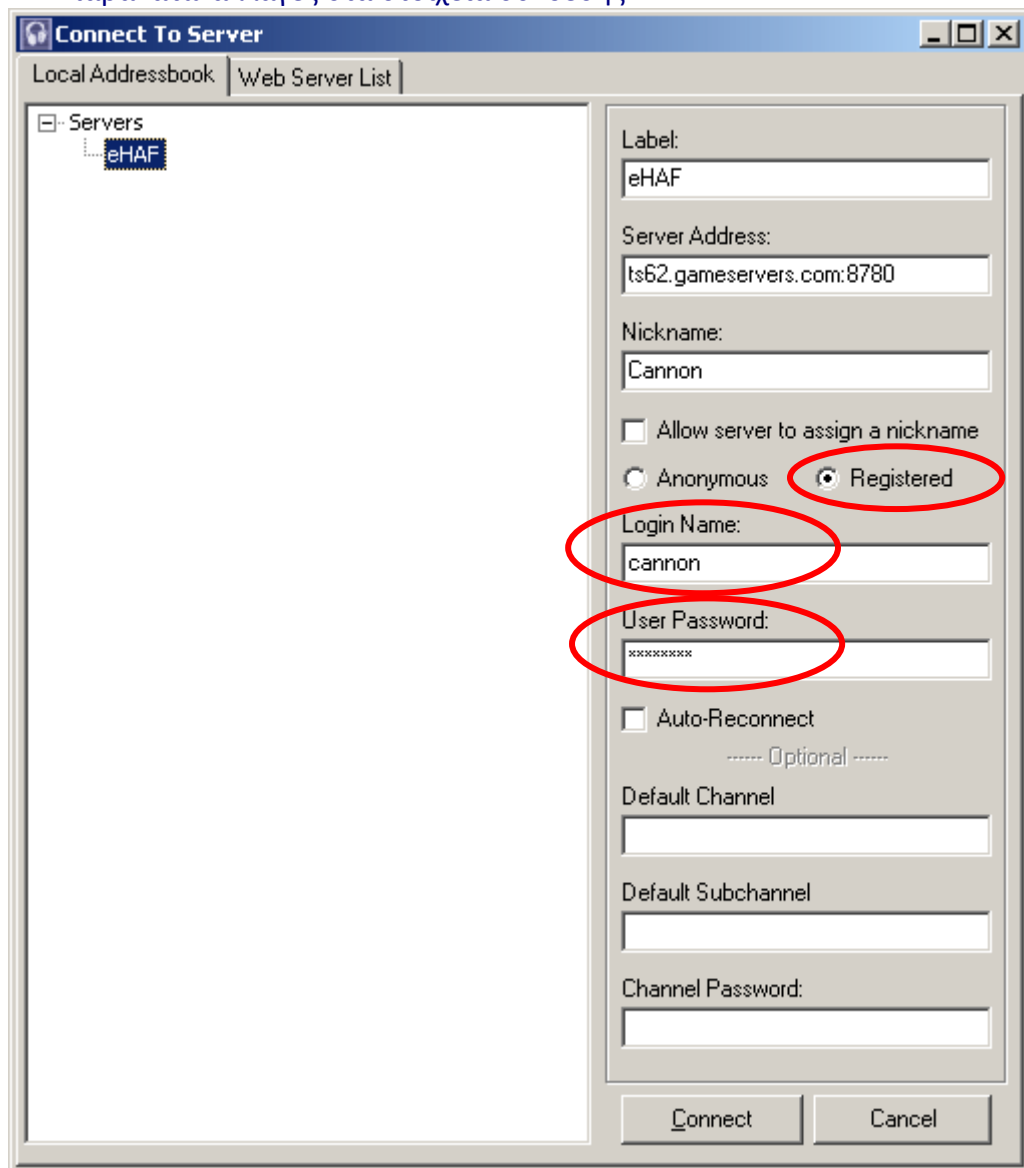 Connect To Server
Local Addressbook
Web Server List
Servers
eHAF
Label:
eHAF
Server Address:
ts62.gameservers.com:8780
Nickname:
Cannon
Allow server to assign a nickname
Anonymous Registered
Login Name:
cannon
User Password:
××××××××
Auto-Reconnect
------ Optional ------
Default Channel
Default Subchannel
Channel Password:
Connect Cancel